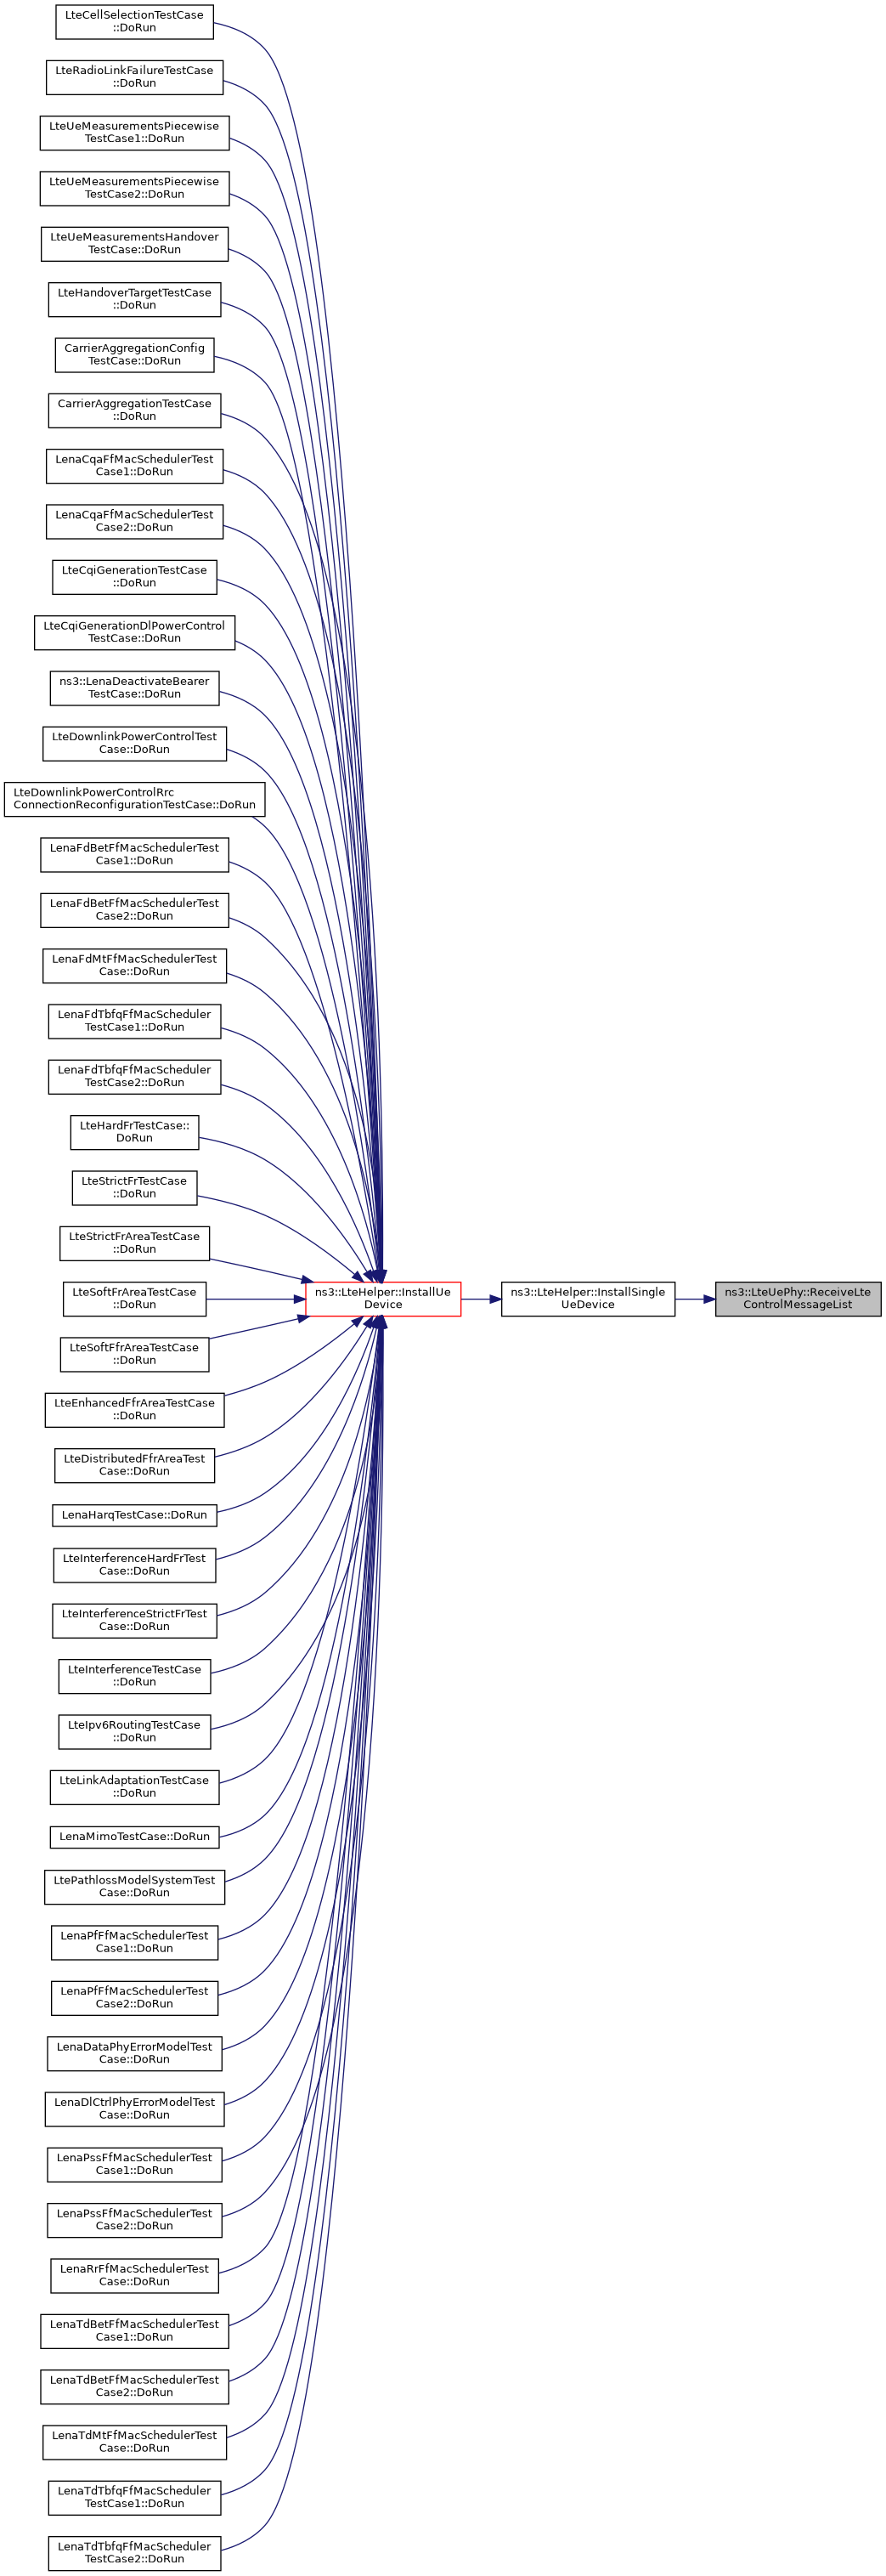 LteCellSelectionTestCase
::DoRun
LteRadioLinkFailureTestCase
::DoRun
LteUeMeasurementsPiecewise
TestCase1::DoRun
LteUeMeasurementsPiecewise
TestCase2::DoRun
LteUeMeasurementsHandover
TestCase::DoRun
LteHandoverTargetTestCase
::DoRun
CarrierAggregationConfig
TestCase::DoRun
CarrierAggregationTestCase
::DoRun
LenaCqaFfMacSchedulerTest
Case1::DoRun
LenaCqaFfMacSchedulerTest
Case2::DoRun
LteCqiGenerationTestCase
::DoRun
LteCqiGenerationDlPowerControl
TestCase::DoRun
ns3::LenaDeactivateBearer
TestCase::DoRun
LteDownlinkPowerControlTest
Case::DoRun
LteDownlinkPowerControlRrc
ConnectionReconfigurationTestCase::DoRun
LenaFdBetFfMacSchedulerTest
Case1::DoRun
LenaFdBetFfMacSchedulerTest
Case2::DoRun
LenaFdMtFfMacSchedulerTest
Case::DoRun
LenaFdTbfqFfMacScheduler
TestCase1::DoRun
LenaFdTbfqFfMacScheduler
TestCase2::DoRun
LteHardFrTestCase::
DoRun
LteStrictFrTestCase
::DoRun
LteStrictFrAreaTestCase
::DoRun
LteSoftFrAreaTestCase
::DoRun
ns3::LteHelper::InstallUe
Device
ns3::LteHelper::InstallSingle
UeDevice
ns3::LteUePhy::ReceiveLte
ControlMessageList
LteSoftFfrAreaTestCase
::DoRun
LteEnhancedFfrAreaTestCase
::DoRun
LteDistributedFfrAreaTest
Case::DoRun
LenaHarqTestCase::DoRun
LteInterferenceHardFrTest
Case::DoRun
LteInterferenceStrictFrTest
Case::DoRun
LteInterferenceTestCase
::DoRun
LteIpv6RoutingTestCase
::DoRun
LteLinkAdaptationTestCase
::DoRun
LenaMimoTestCase::DoRun
LtePathlossModelSystemTest
Case::DoRun
LenaPfFfMacSchedulerTest
Case1::DoRun
LenaPfFfMacSchedulerTest
Case2::DoRun
LenaDataPhyErrorModelTest
Case::DoRun
LenaDlCtrlPhyErrorModelTest
Case::DoRun
LenaPssFfMacSchedulerTest
Case1::DoRun
LenaPssFfMacSchedulerTest
Case2::DoRun
LenaRrFfMacSchedulerTest
Case::DoRun
LenaTdBetFfMacSchedulerTest
Case1::DoRun
LenaTdBetFfMacSchedulerTest
Case2::DoRun
LenaTdMtFfMacSchedulerTest
Case::DoRun
LenaTdTbfqFfMacScheduler
TestCase1::DoRun
LenaTdTbfqFfMacScheduler
TestCase2::DoRun